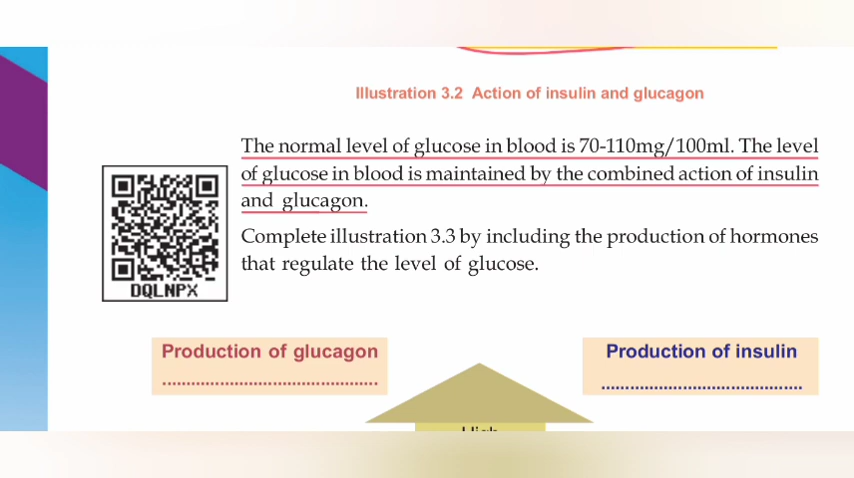 Illustration 3.2 Action of insulin and glucagon
The normal level of glucose in blood is 70-110mg/100ml. The level
of glucose in blood is maintained by the combined action of insulin
and glucagon.
Complete illustration 3.3 by including the production of hormones
that regulate the level of glucose.
DQLNPX
Production of glucagon
............................................
Production of insulin
..........................................